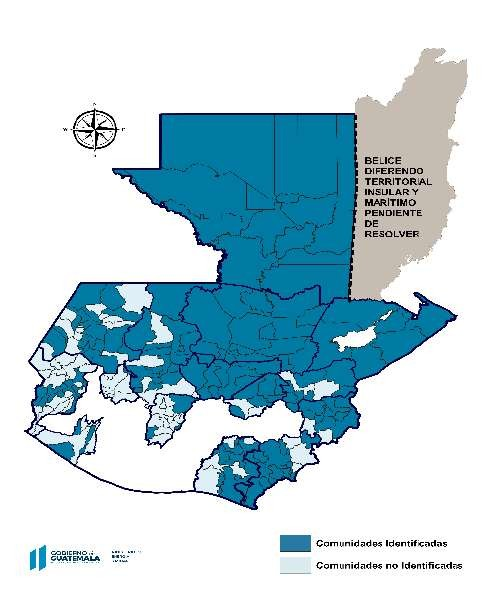 N
W
BELICE
DIFERENDO
TERRITORIAL
INSULAR Y
MARÍTIMO
PENDIENTE
DE
RESOLVER
Comunidades Identificadas
Comunidades no Identificadas
GOBIERNO de
GUATEMALA